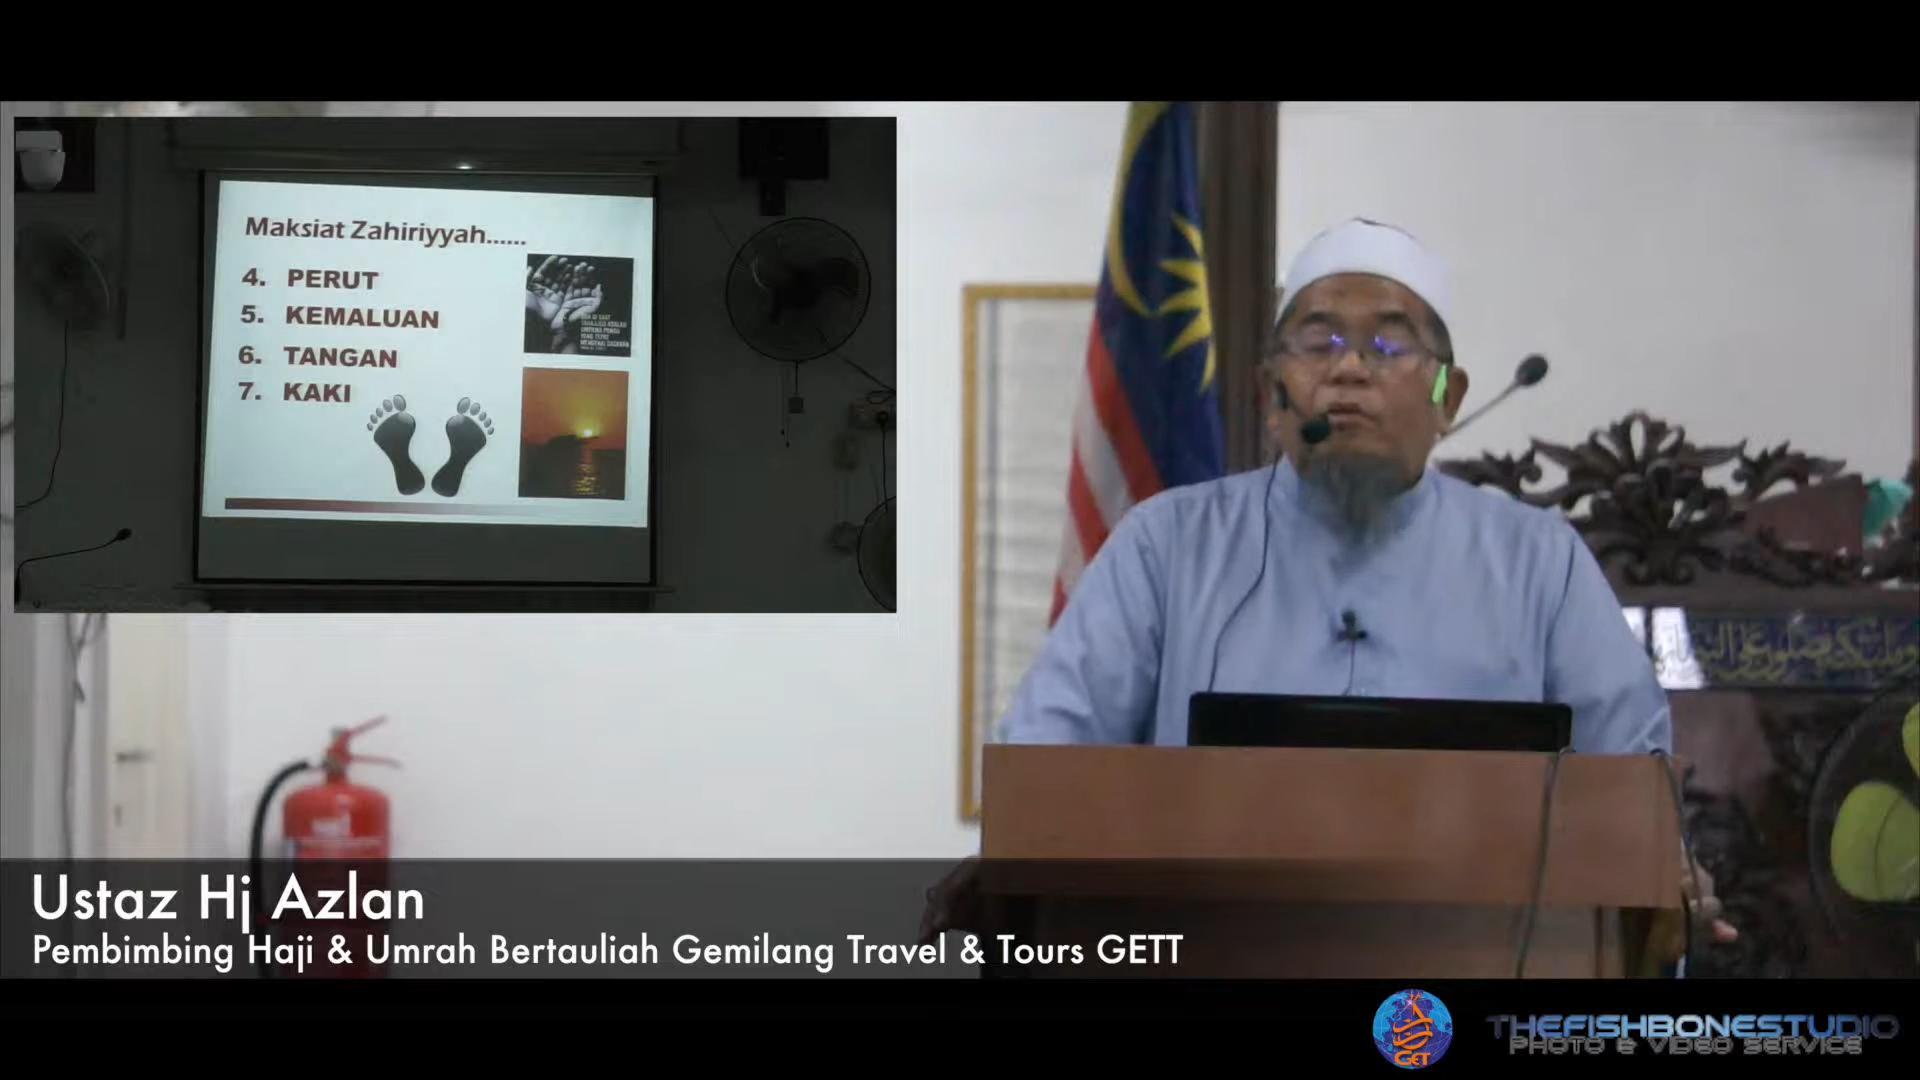 Maksiat Zahiriyyah......
4. PERUT
5. KEMALUAN
6. TANGAN
7. KAKI
Ustaz Hj Azlan
Pembimbing Haji & Umrah Bertauliah Gemilang Travel & Tours GETT
GET
THEFISHBONESTUDIO
PHOTO & VIDEO SERVICE